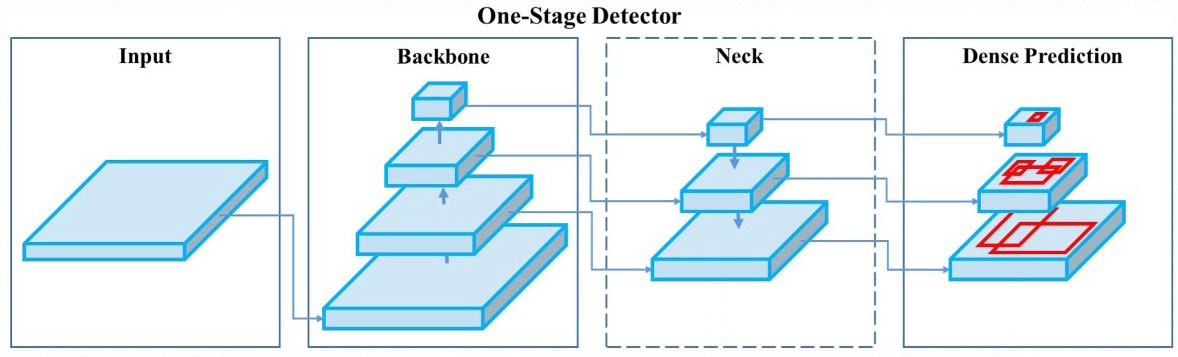 One-Stage Detector
Input
Backbone
Neck
Dense Prediction